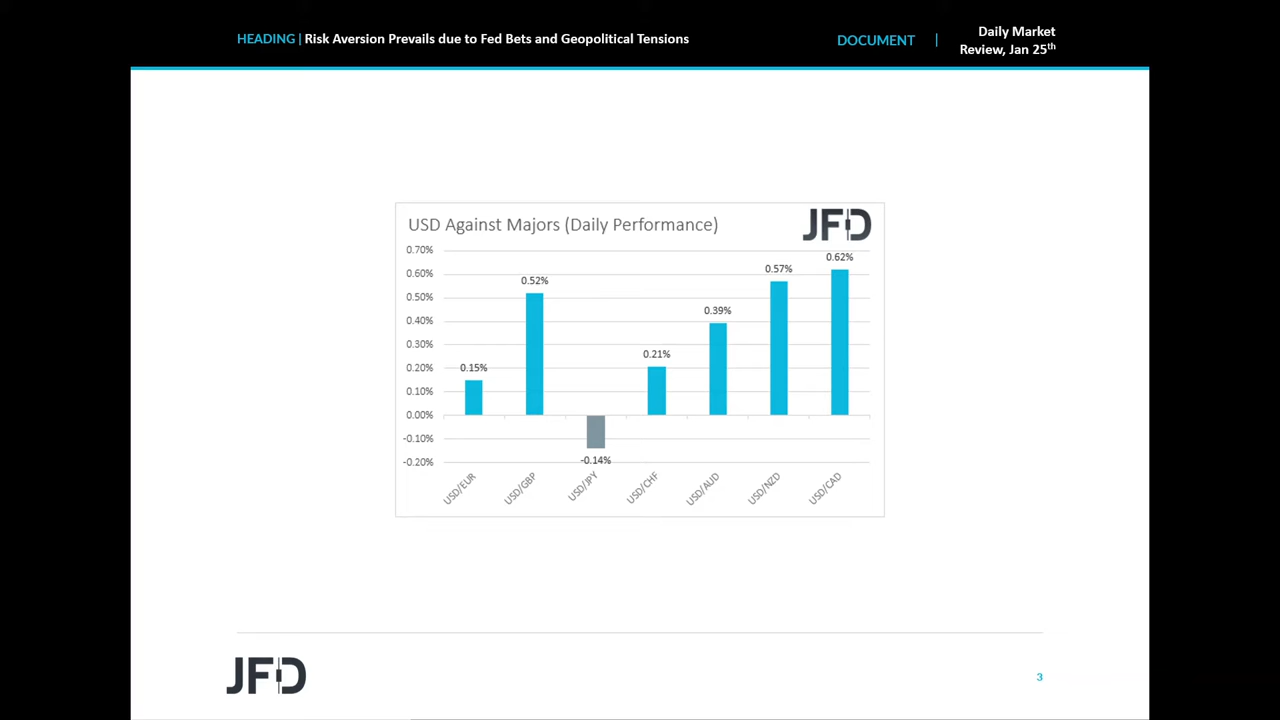 HEADING | Risk Aversion Prevails due to Fed Bets and Geopolitical Tensions
DOCUMENT |
Daily Market
Review, Jan 25th
USD Against Majors (Daily Performance)
JFD
0.70%
0.60%
0.50%
0.40%
0.30%
0.20%
0.10%
0.00%
-0.10%
-0.20%
0.15%
0.52%
-0.14%
0.21%
0.39%
0.57%
0.62%
USD/EUR
USD/GBP
USD/JPY
USD/CHF
USD/AUD
USD/NZD
USD/CAD
JFD
3